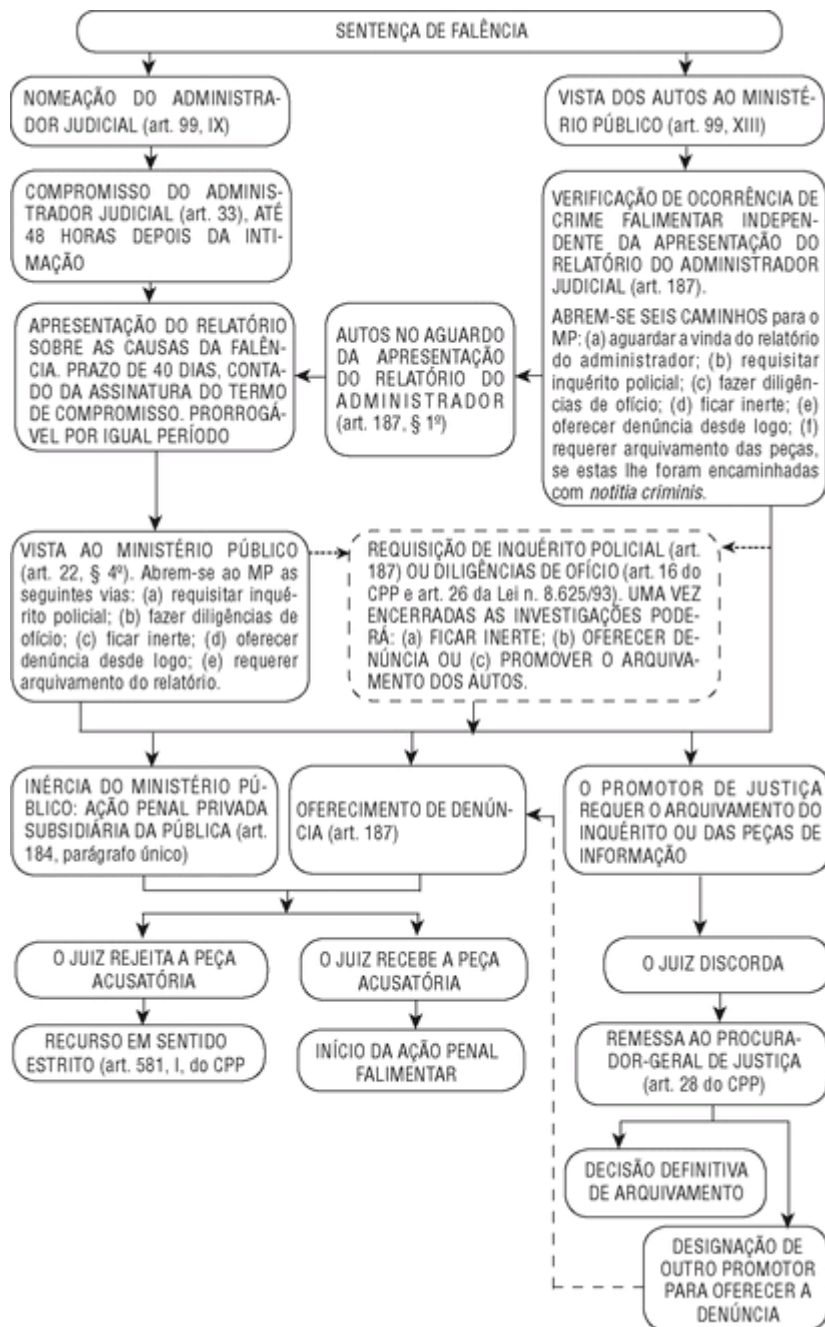 SENTENÇA DE FALÊNCIA
NOMEAÇÃO DO ADMINISTRA-
DOR JUDICIAL (art. 99, IX)
VISTA DOS AUTOS AO MINISTÉ-
RIO PÚBLICO (art. 99, XIII)
COMPROMISSO DO ADMINIS-
TRADOR JUDICIAL (art. 33), ATÉ
48 HORAS DEPOIS DA INTI-
MAÇÃO
VERIFICAÇÃO DE OCORRÊNCIA DE
CRIME FALIMENTAR INDEPEN-
DENTE DA APRESENTAÇÃO DO
RELATÓRIO DO ADMINISTRADOR
JUDICIAL (art. 187).
ABREM-SE SEIS CAMINHOS para o
MP: (a) aguardar a vinda do relatório
do administrador; (b) requisitar
inquérito policial; (c) fazer diligên-
cias de ofício; (d) ficar inerte; (e)
oferecer denúncia desde logo; (f)
requerer arquivamento das peças,
se estas lhe foram encaminhadas
com notitia criminis.
APRESENTAÇÃO DO RELATÓRIO
SOBRE AS CAUSAS DA FALÊN-
CIA. PRAZO DE 40 DIAS, CONTA-
DO DA ASSINATURA DO TERMO
DE COMPROMISSO. PRORROGÁ-
VEL POR IGUAL PERÍODO
AUTOS NO AGUARDO
DA APRESENTAÇÃO
DO RELATÓRIO DO
ADMINISTRADOR
(art. 187, § 1º)
VISTA AO MINISTÉRIO PÚBLICO
(art. 22, § 4º). Abrem-se ao MP as
seguintes vias: (a) requisitar inqué-
rito policial; (b) fazer diligências de
ofício; (c) ficar inerte; (d) oferecer
denúncia desde logo; (e) requerer
arquivamento do relatório.
REQUISIÇÃO DE INQUÉRITO POLICIAL (art.
187) OU DILIGÊNCIAS DE OFÍCIO (art. 16 do
CPP e art. 26 da Lei n. 8.625/93). UMA VEZ
ENCERRADAS AS INVESTIGAÇÕES PODE-
RÁ: (a) FICAR INERTE; (b) OFERECER DE-
NÚNCIA OU (c) PROMOVER O ARQUIVA-
MENTO DOS AUTOS.
INÉRCIA DO MINISTÉRIO PÚ-
BLICO: AÇÃO PENAL PRIVADA
SUBSIDIÁRIA DA PÚBLICA (art.
184, parágrafo único)
OFERECIMENTO DE DENÚN-
CIA (art. 187)
O PROMOTOR DE JUSTIÇA
REQUER O ARQUIVAMENTO DO
INQUÉRITO OU DAS PEÇAS DE
INFORMAÇÃO
O JUIZ REJEITA A PEÇA
ACUSATÓRIA
O JUIZ RECEBE A PEÇA
ACUSATÓRIA
O JUIZ DISCORDA
RECURSO EM SENTIDO
ESTRITO (art. 581, I, do CPP
INÍCIO DA AÇÃO PENAL
FALIMENTAR
REMESSA AO PROCURA-
DOR-GERAL DE JUSTIÇA
(art. 28 do CPP)
DECISÃO DEFINITIVA
DE ARQUIVAMENTO
DESIGNAÇÃO DE
OUTRO PROMOTOR
PARA OFERECER A
DENÚNCIA